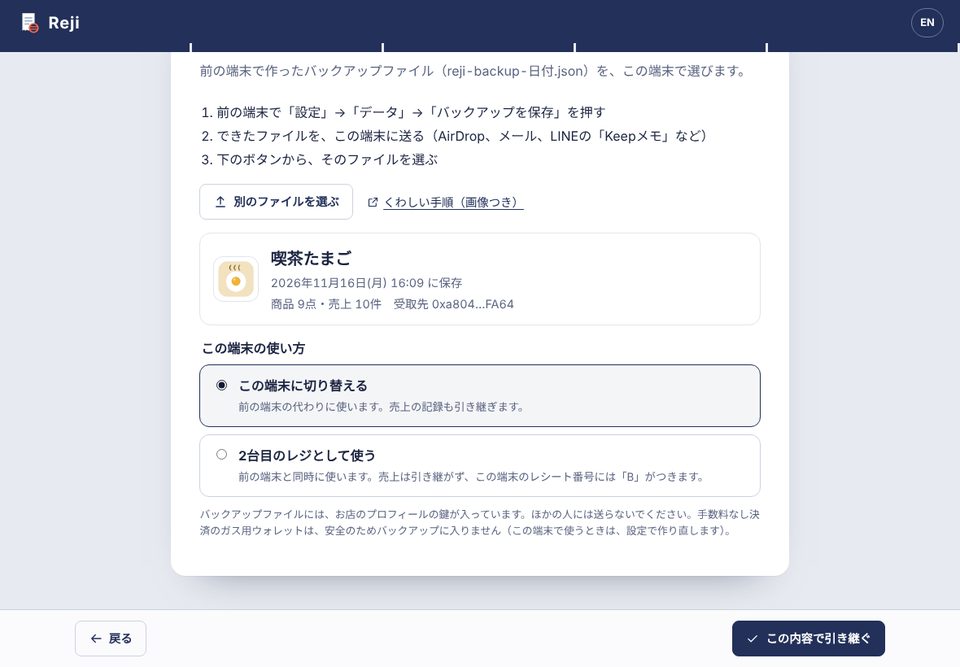 Reji
EN
前の端末で作ったバックアップファイル（reji-backup-日付.json）を、この端末で選びます。
1. 前の端末で「設定」→「データ」→「バックアップを保存」を押す
2. できたファイルを、この端末に送る（AirDrop、メール、LINEの「Keepメモ」など）
3. 下のボタンから、そのファイルを選ぶ
別のファイルを選ぶ
くわしい手順（画像つき）
喫茶たまご
2026年11月16日(月) 16:09 に保存
商品 9点・売上 10件　受取先 0xa804…FA64
この端末の使い方
この端末に切り替える
前の端末の代わりに使います。売上の記録も引き継ぎます。
2台目のレジとして使う
前の端末と同時に使います。売上は引き継がず、この端末のレシート番号には「B」がつきます。
バックアップファイルには、お店のプロフィールの鍵が入っています。ほかの人には送らないでください。手数料なし決
済のガス用ウォレットは、安全のためバックアップに入りません（この端末で使うときは、設定で作り直します）。
← 戻る
この内容で引き継ぐ